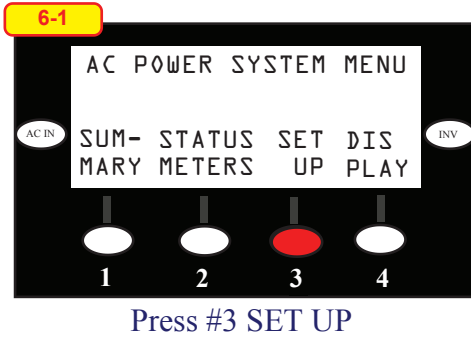 6-1
AC POWER SYSTEM MENU
AC IN
INV
SUM- STATUS SET DIS
MARY METERS UP PLAY
1 2 3 4
Press #3 SET UP